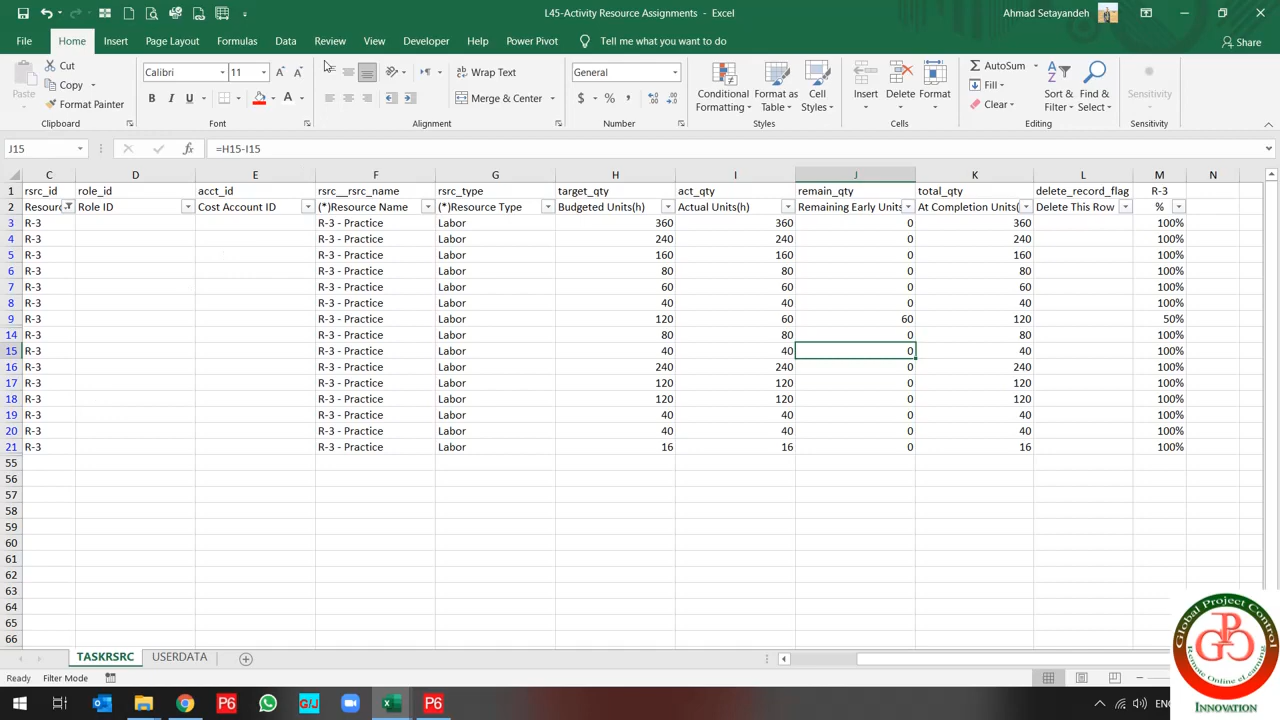 L45-Activity Resource Assignments - Excel
Ahmad Setayandeh
File Home Insert Page Layout Formulas Data Review View Developer Help Power Pivot Tell me what you want to do Share
Cut
Copy
Format Painter
Paste
Clipboard
Calibri 11
B I U A
Font
Wrap Text
Merge & Center
Alignment
General
$ % ,
Number
Conditional Formatting
Format as Table
Cell Styles
Styles
Insert Delete Format
Cells
AutoSum
Fill
Clear
Sort & Filter
Find & Select
Editing
Sensitivity
Sensitivity
J15 fx =H15-I15
C D E F G H I J K L M N
1 rsrc_id role_id acct_id rsrc__rsrc_name rsrc_type target_qty act_qty remain_qty total_qty delete_record_flag R-3
2 Resourc Role ID Cost Account ID (*)Resource Name (*)Resource Type Budgeted Units(h) Actual Units(h) Remaining Early Units At Completion Units( Delete This Row %
3 R-3 R-3 - Practice Labor 360 360 0 360 100%
4 R-3 R-3 - Practice Labor 240 240 0 240 100%
5 R-3 R-3 - Practice Labor 160 160 0 160 100%
6 R-3 R-3 - Practice Labor 80 80 0 80 100%
7 R-3 R-3 - Practice Labor 60 60 0 60 100%
8 R-3 R-3 - Practice Labor 40 40 0 40 100%
9 R-3 R-3 - Practice Labor 120 60 60 120 50%
14 R-3 R-3 - Practice Labor 80 80 0 80 100%
15 R-3 R-3 - Practice Labor 40 40 0 40 100%
16 R-3 R-3 - Practice Labor 240 240 0 240 100%
17 R-3 R-3 - Practice Labor 120 120 0 120 100%
18 R-3 R-3 - Practice Labor 120 120 0 120 100%
19 R-3 R-3 - Practice Labor 40 40 0 40 100%
20 R-3 R-3 - Practice Labor 40 40 0 40 100%
21 R-3 R-3 - Practice Labor 16 16 0 16 100%
55
56
57
58
59
60
61
62
63
64
65
66
TASKRSRC USERDATA
Ready Filter Mode
P6 G/J P6 ENG
Global Project Control
GPC
Remote Online eLearning
INNOVATION